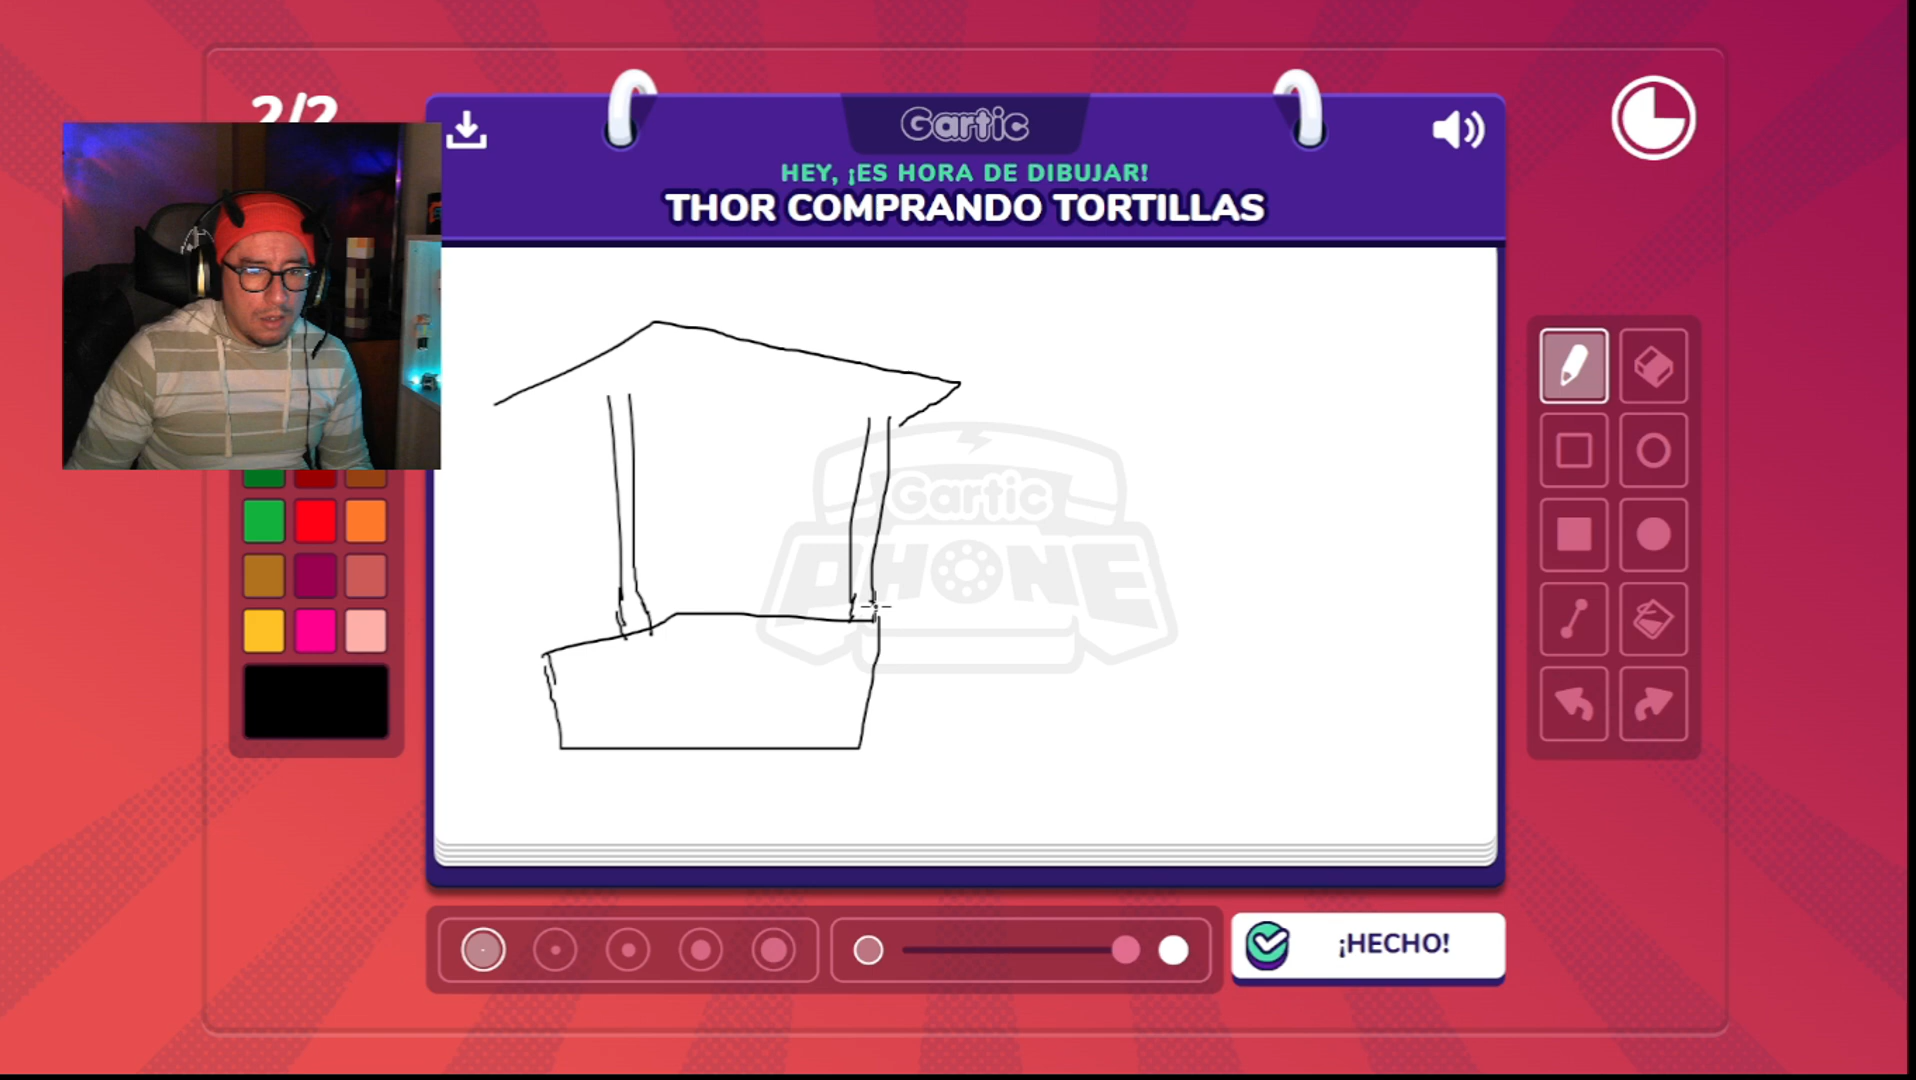 2/2
Gartic
HEY, ¡ES HORA DE DIBUJAR!
THOR COMPRANDO TORTILLAS
Gartic
PHONE
¡HECHO!